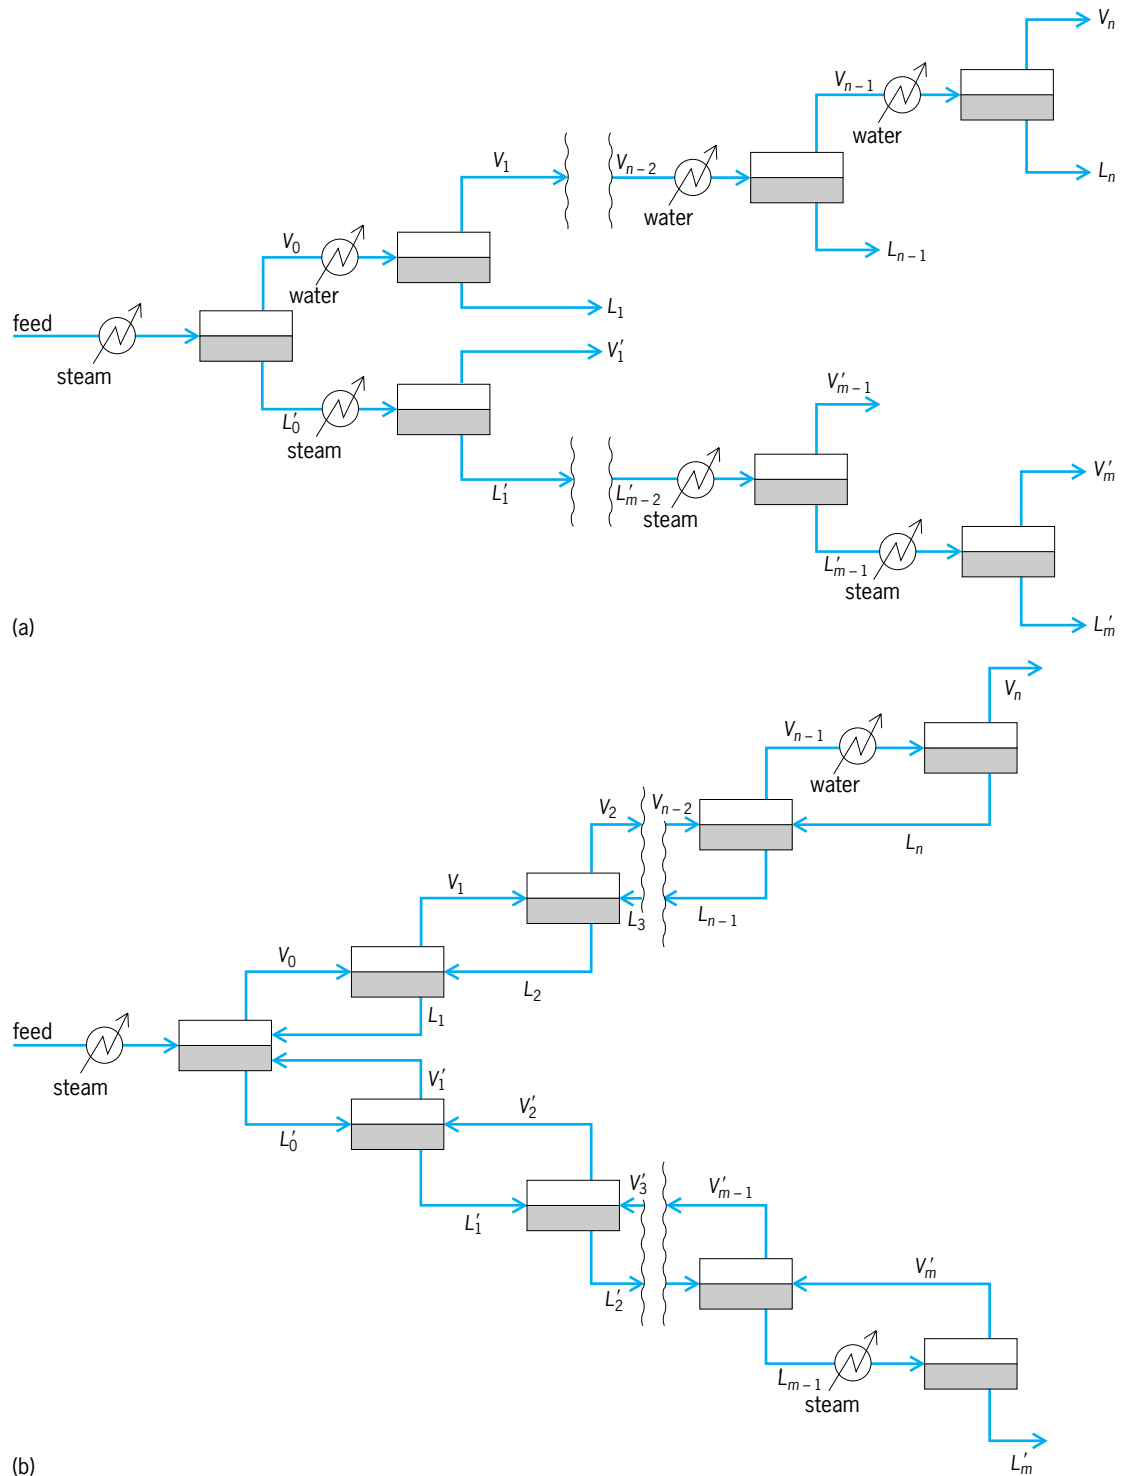 Vₙ
Vₙ₋₁
water
Lₙ
V₁
Vₙ₋₂
water
Lₙ₋₁
V₀
water
L₁
feed
steam
V′₁
L′₀
steam
V′ₘ₋₁
L′₁
L′ₘ₋₂
steam
V′ₘ
L′ₘ₋₁
steam
L′ₘ
(a)
Vₙ
Vₙ₋₁
water
V₂
Vₙ₋₂
Lₙ
V₁
L₃
Lₙ₋₁
V₀
L₂
L₁
feed
steam
V′₁
V′₂
L′₀
V′₃
V′ₘ₋₁
L′₁
V′ₘ
L′₂
L′ₘ₋₁
steam
L′ₘ
(b)